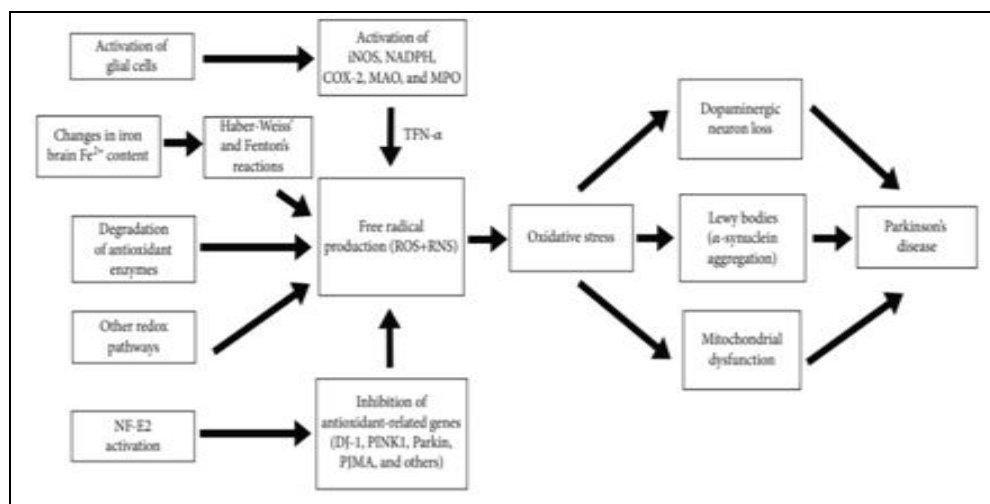 Activation of
glial cells
Activation of
iNOS, NADPH,
COX-2, MAO, and MPO
TFN-α
Changes in iron
brain Fe²⁺ content
Haber-Weiss'
and Fenton's
reactions
Degradation
of antioxidant
enzymes
Free radical
production (ROS+RNS)
Oxidative stress
Dopaminergic
neuron loss
Lewy bodies
(α-synuclein
aggregation)
Parkinson's
disease
Other redox
pathways
Mitochondrial
dysfunction
NF-E2
activation
Inhibition of
antioxidant-related genes
(DJ-1, PINK1, Parkin,
PJMA, and others)